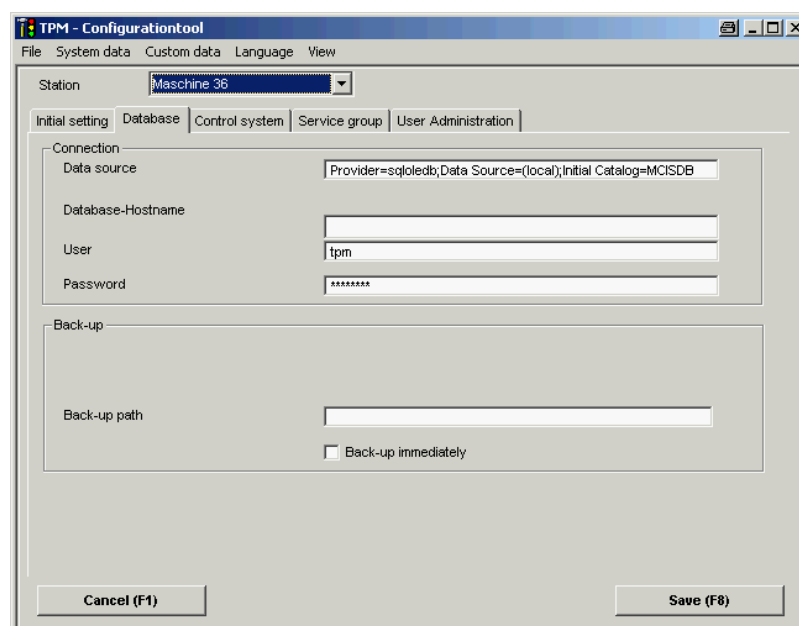 TPM - Configurationtool
File System data Custom data Language View
Station Maschine 36
Initial setting Database Control system Service group User Administration
Connection
Data source Provider=sqloledb;Data Source=(local);Initial Catalog=MCISDB
Database-Hostname
User tpm
Password ********
Back-up
Back-up path
Back-up immediately
Cancel (F1) Save (F8)